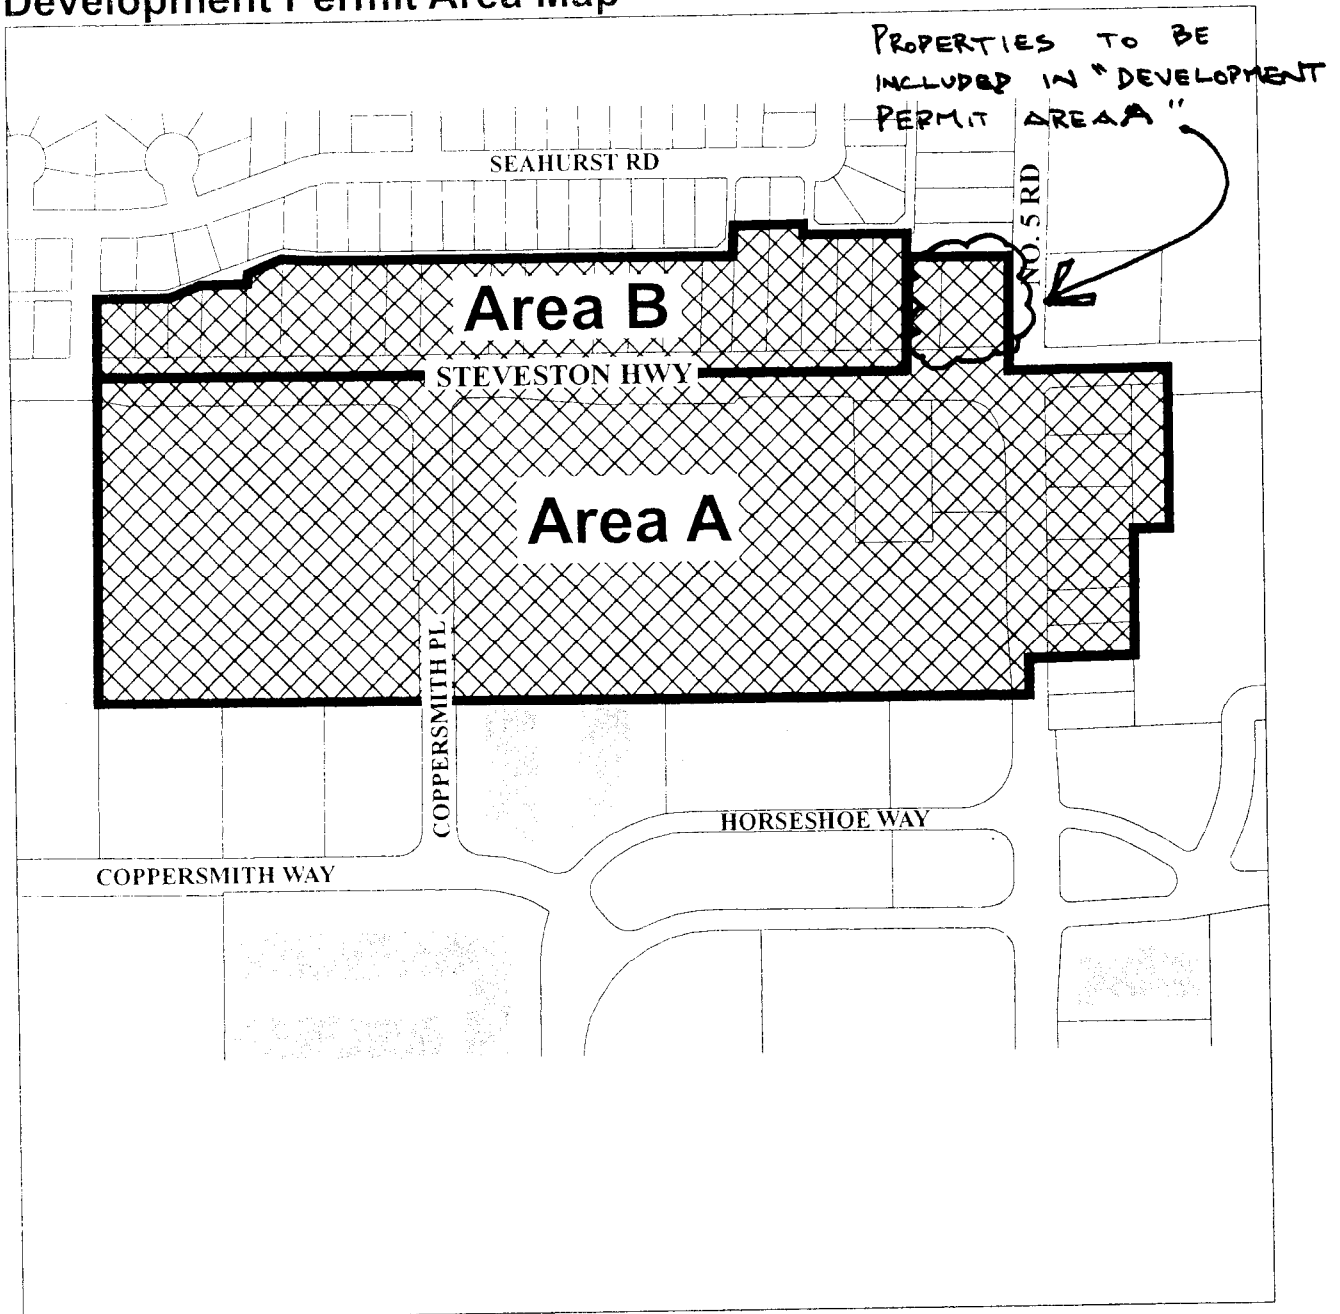 Development Permit Area Map
PROPERTIES TO BE
INCLUDED IN "DEVELOPMENT
PERMIT AREA A"
SEAHURST RD
NO. 5 RD
Area B
STEVESTON HWY
Area A
COPPERSMITH PL
HORSESHOE WAY
COPPERSMITH WAY